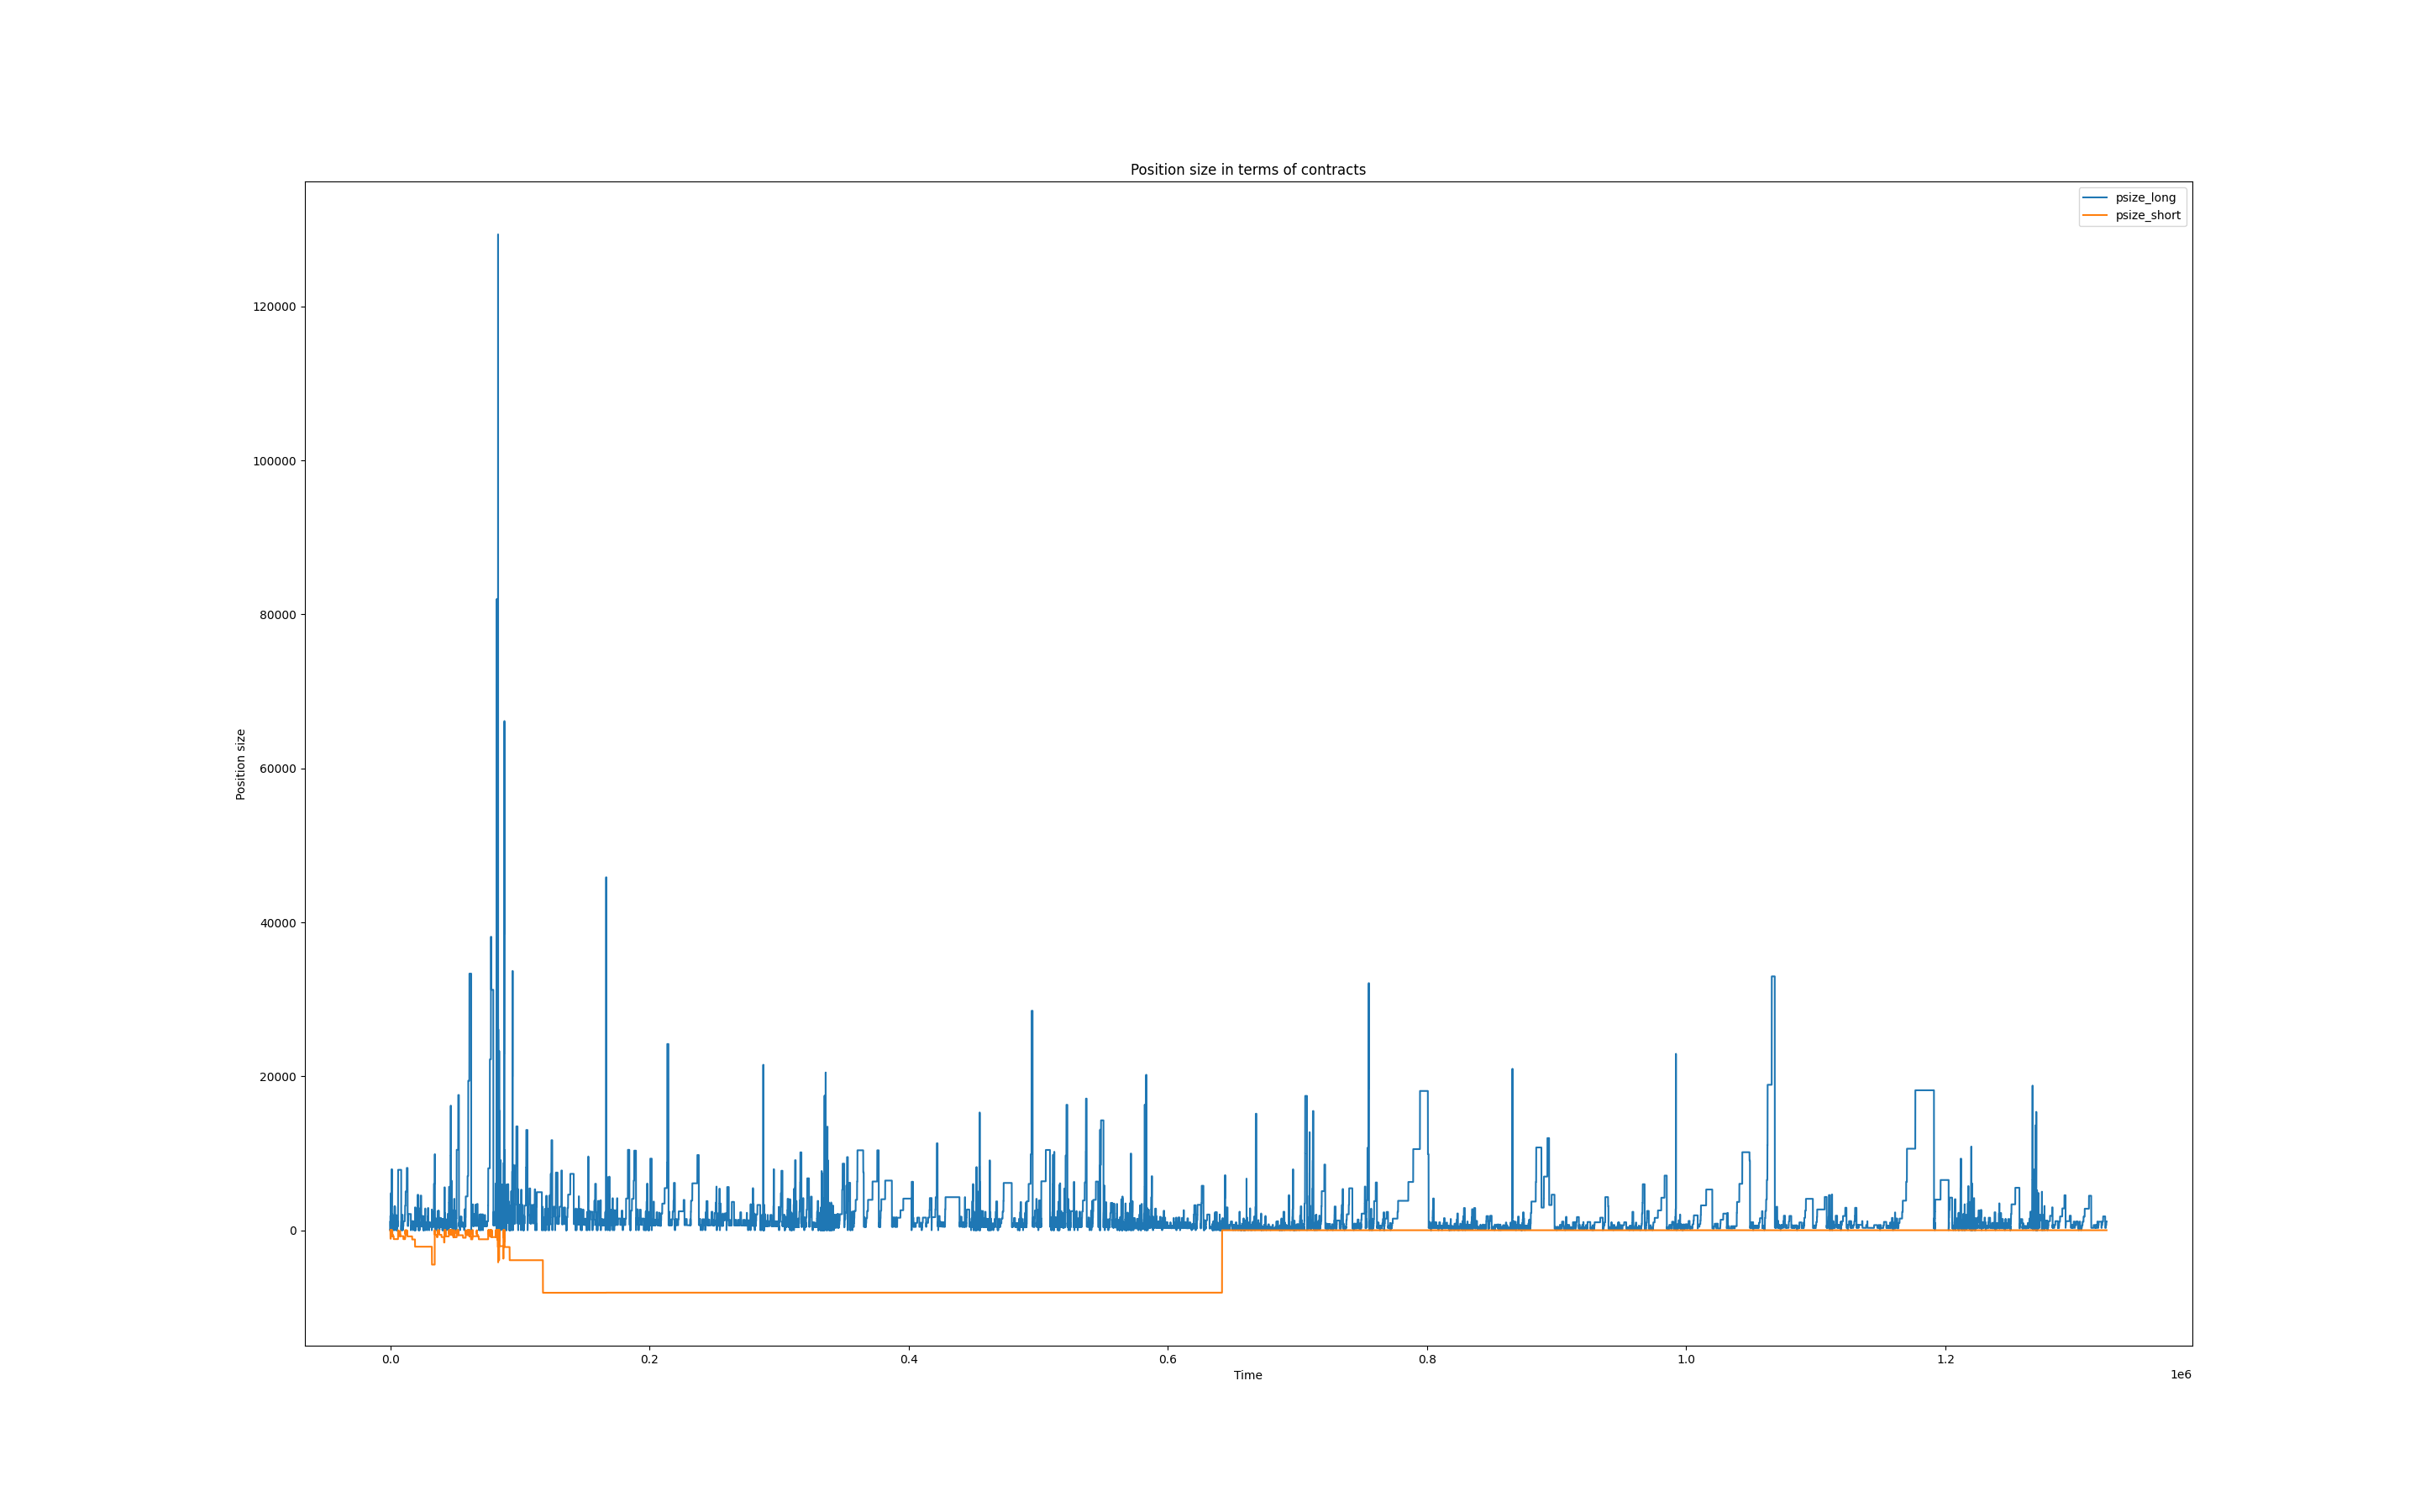 Position size in terms of contracts
psize_long
psize_short
Position size
120000
100000
80000
60000
40000
20000
0
0.0 0.2 0.4 0.6 0.8 1.0 1.2
Time
1e6